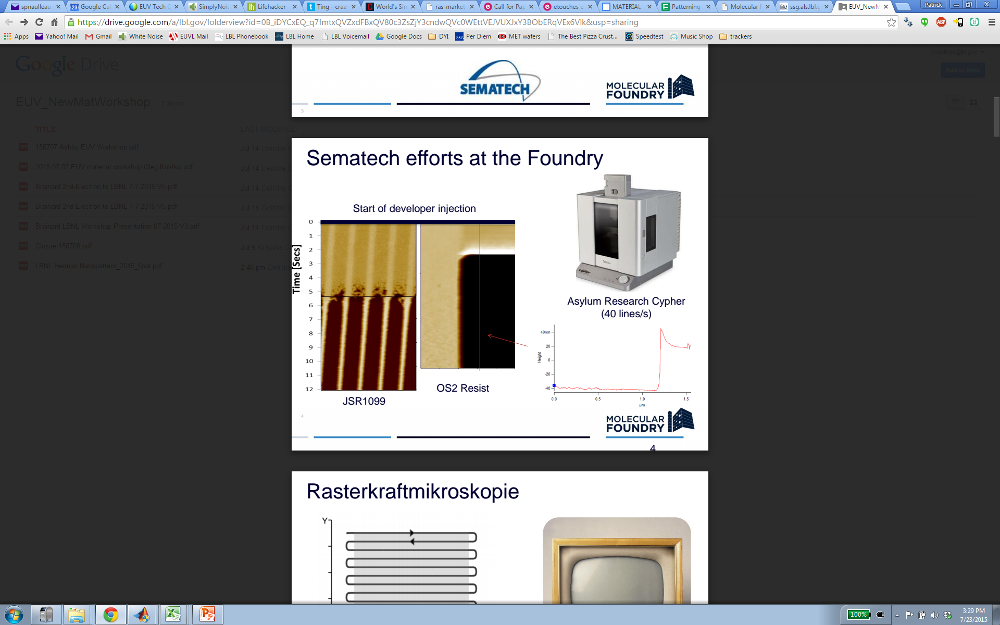 spnaulleau
Google Ca
EUV Tech C
SimplyNois
Lifehacker
Ting - craz
World's Sin
ras-market
Call for Pap
etouches e
MATERIAL
Patterning-
Molecular F
ssg.als.lbl.g
EUV_NewM
Patrick
https://drive.google.com/a/lbl.gov/folderview?id=0B_iDYCxEQ_q7fmtxQVZxdFBxQV80c3ZsZjY3cndwQVc0WEttVEJVUXJxY3BObERqVEx6Vlk&usp=sharing
Apps
Yahoo! Mail
Gmail
White Noise
EUVL Mail
LBL Phonebook
LBL Home
LBL Voicemail
Google Docs
DYI
Per Diem
MET wafers
The Best Pizza Crust...
Speedtest
Music Shop
trackers
Google Drive
Add to Drive
EUV_NewMatWorkshop 7 items
TITLE
LAST MODIFIED
150707 Ashby EUV Workshop.pdf
Jul 14 Deirdre O
2015 07 07 EUV material workshop Oleg Kostko.pdf
Jul 14 Deirdre O
Brainard 2nd-Electron to LBNL 7-7-2015 V5.pdf
Jul 14 Deirdre O
Brainard 2nd-Electron to LBNL 7-7-2015 V5.pdf
Jul 14 Deirdre O
Brainard LBNL Workshop Presentation 07-2015 V3.pdf
Jul 14 Deirdre O
Closser150708.pdf
Jul 9 Kristina C
LBNL Herman Nanopattern_2015_final.pdf
2:46 pm Deirdre
SEMATECH
MOLECULAR
FOUNDRY
3
Sematech efforts at the Foundry
Start of developer injection
Time [Secs]
0
1
2
3
4
5
6
7
8
9
10
11
12
JSR1099
OS2 Resist
Asylum Research Cypher
(40 lines/s)
Height
40nm
20
0
-20
-40
0.0
0.5
1.0
1.5
µm
4
MOLECULAR
FOUNDRY
4
Rasterkraftmikroskopie
Y
100%
3:29 PM
7/23/2015